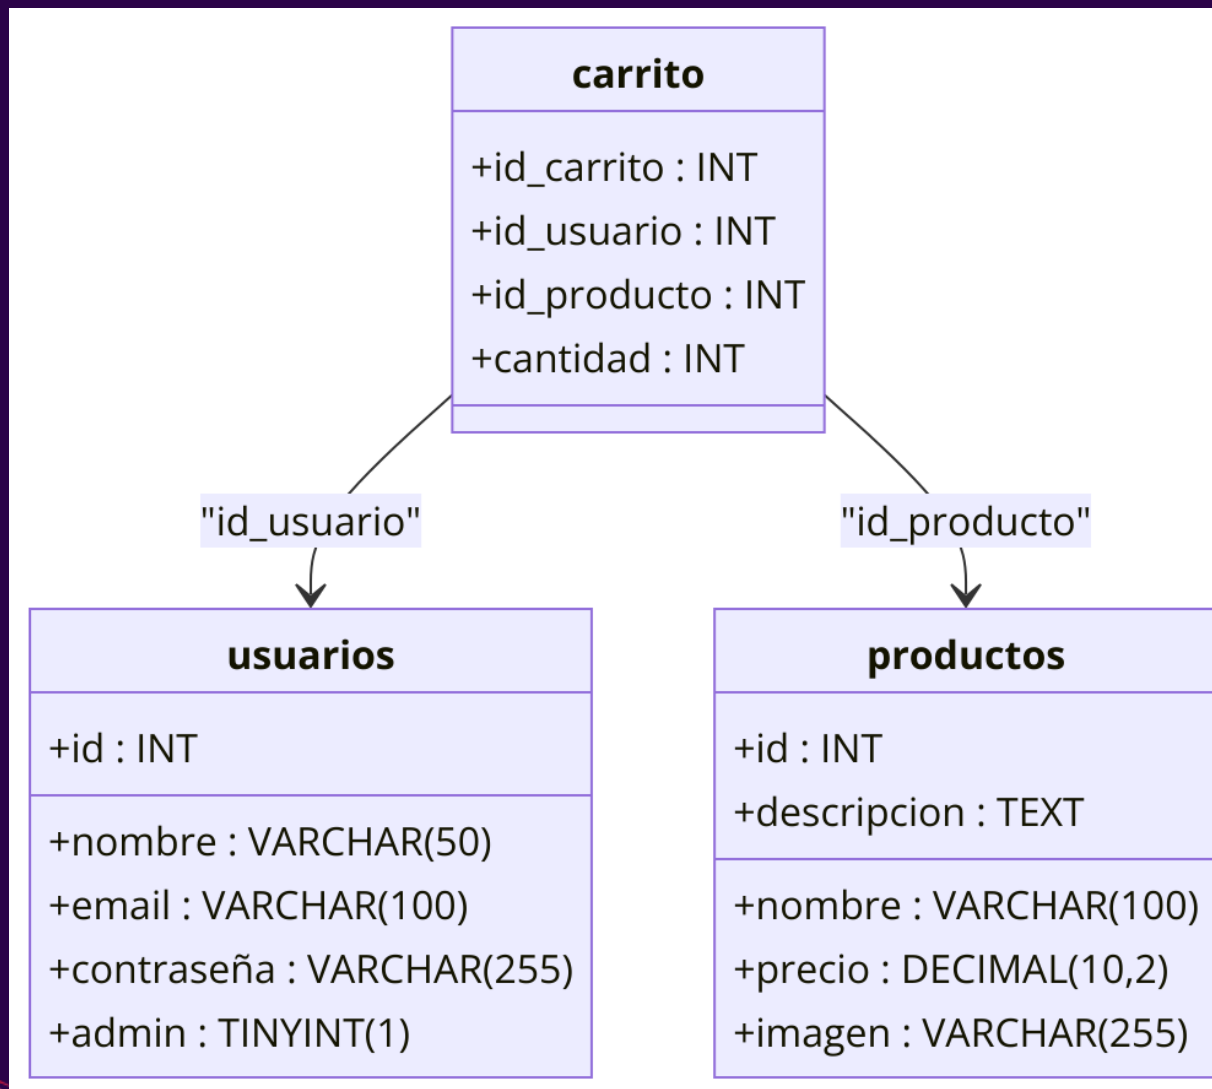 carrito
+id_carrito : INT
+id_usuario : INT
+id_producto : INT
+cantidad : INT
"id_usuario"
"id_producto"
usuarios
+id : INT
+nombre : VARCHAR(50)
+email : VARCHAR(100)
+contraseña : VARCHAR(255)
+admin : TINYINT(1)
productos
+id : INT
+descripcion : TEXT
+nombre : VARCHAR(100)
+precio : DECIMAL(10,2)
+imagen : VARCHAR(255)